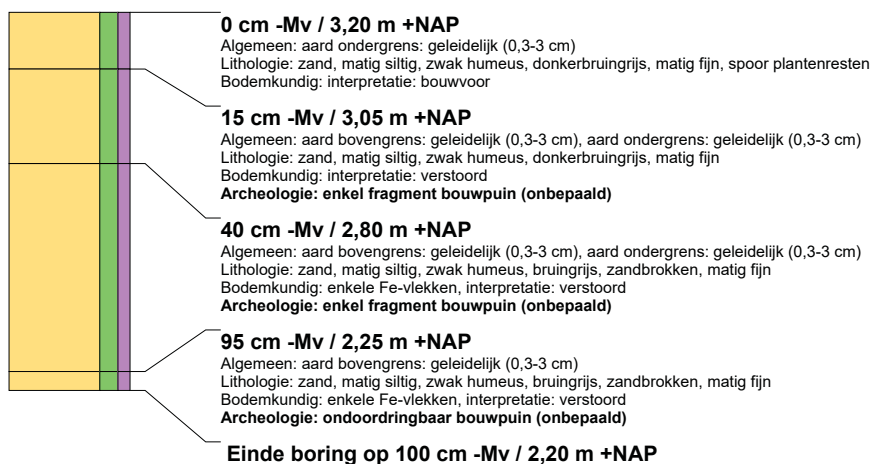 0 cm -Mv / 3,20 m +NAP
Algemeen: aard ondergrens: geleidelijk (0,3-3 cm)
Lithologie: zand, matig siltig, zwak humeus, donkerbruingrijs, matig fijn, spoor plantenresten
Bodemkundig: interpretatie: bouwvoor
15 cm -Mv / 3,05 m +NAP
Algemeen: aard bovengrens: geleidelijk (0,3-3 cm), aard ondergrens: geleidelijk (0,3-3 cm)
Lithologie: zand, matig siltig, zwak humeus, donkerbruingrijs, matig fijn
Bodemkundig: interpretatie: verstoord
Archeologie: enkel fragment bouwpuin (onbepaald)
40 cm -Mv / 2,80 m +NAP
Algemeen: aard bovengrens: geleidelijk (0,3-3 cm), aard ondergrens: geleidelijk (0,3-3 cm)
Lithologie: zand, matig siltig, zwak humeus, bruingrijs, zandbrokken, matig fijn
Bodemkundig: enkele Fe-vlekken, interpretatie: verstoord
Archeologie: enkel fragment bouwpuin (onbepaald)
95 cm -Mv / 2,25 m +NAP
Algemeen: aard bovengrens: geleidelijk (0,3-3 cm)
Lithologie: zand, matig siltig, zwak humeus, bruingrijs, zandbrokken, matig fijn
Bodemkundig: enkele Fe-vlekken, interpretatie: verstoord
Archeologie: ondoordringbaar bouwpuin (onbepaald)
Einde boring op 100 cm -Mv / 2,20 m +NAP